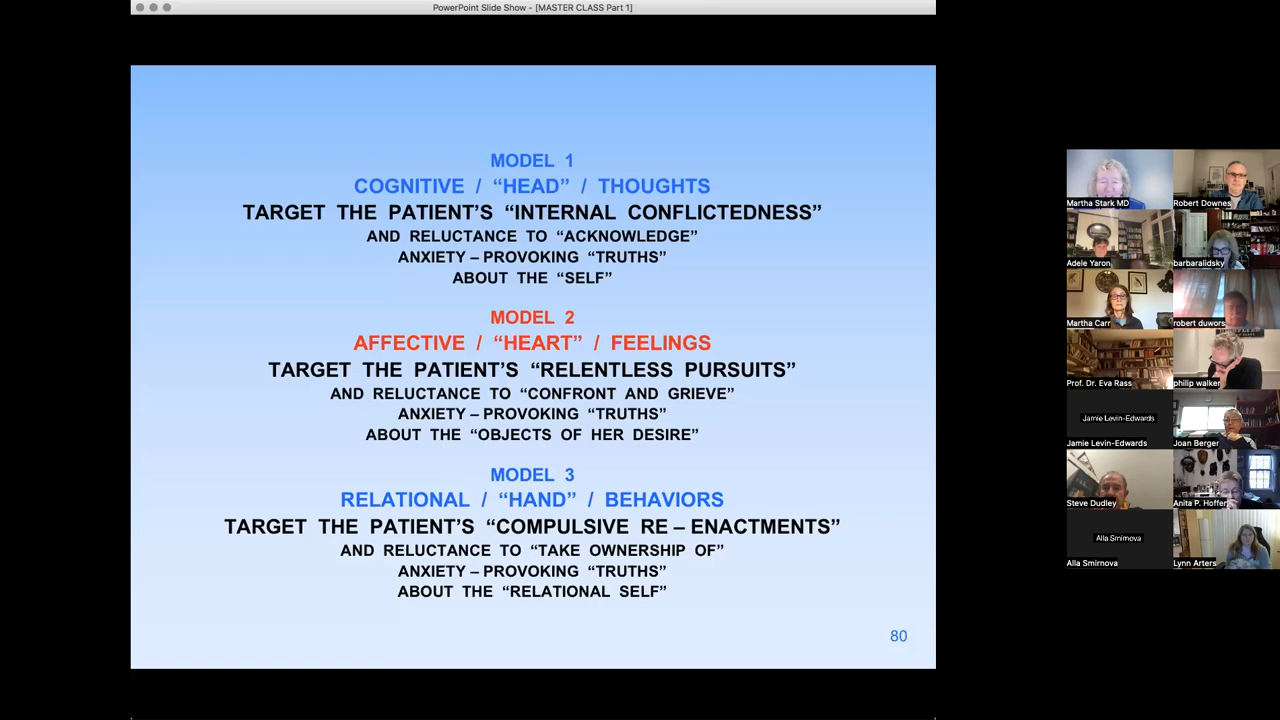 PowerPoint Slide Show - [MASTER CLASS Part 1]
MODEL 1
COGNITIVE / “HEAD” / THOUGHTS
TARGET THE PATIENT’S “INTERNAL CONFLICTEDNESS”
AND RELUCTANCE TO “ACKNOWLEDGE”
ANXIETY – PROVOKING “TRUTHS”
ABOUT THE “SELF”
MODEL 2
AFFECTIVE / “HEART” / FEELINGS
TARGET THE PATIENT’S “RELENTLESS PURSUITS”
AND RELUCTANCE TO “CONFRONT AND GRIEVE”
ANXIETY – PROVOKING “TRUTHS”
ABOUT THE “OBJECTS OF HER DESIRE”
MODEL 3
RELATIONAL / “HAND” / BEHAVIORS
TARGET THE PATIENT’S “COMPULSIVE RE – ENACTMENTS”
AND RELUCTANCE TO “TAKE OWNERSHIP OF”
ANXIETY – PROVOKING “TRUTHS”
ABOUT THE “RELATIONAL SELF”
80
Martha Stark MD
Robert Downes
Adele Yaron
barbaralidsky
Martha Carr
robert duwors
Prof. Dr. Eva Rass
philip walker
Jamie Levin-Edwards
Jamie Levin-Edwards
Joan Berger
Steve Dudley
Anita P. Hoffer
Alla Smirnova
Alla Smirnova
Lynn Arters